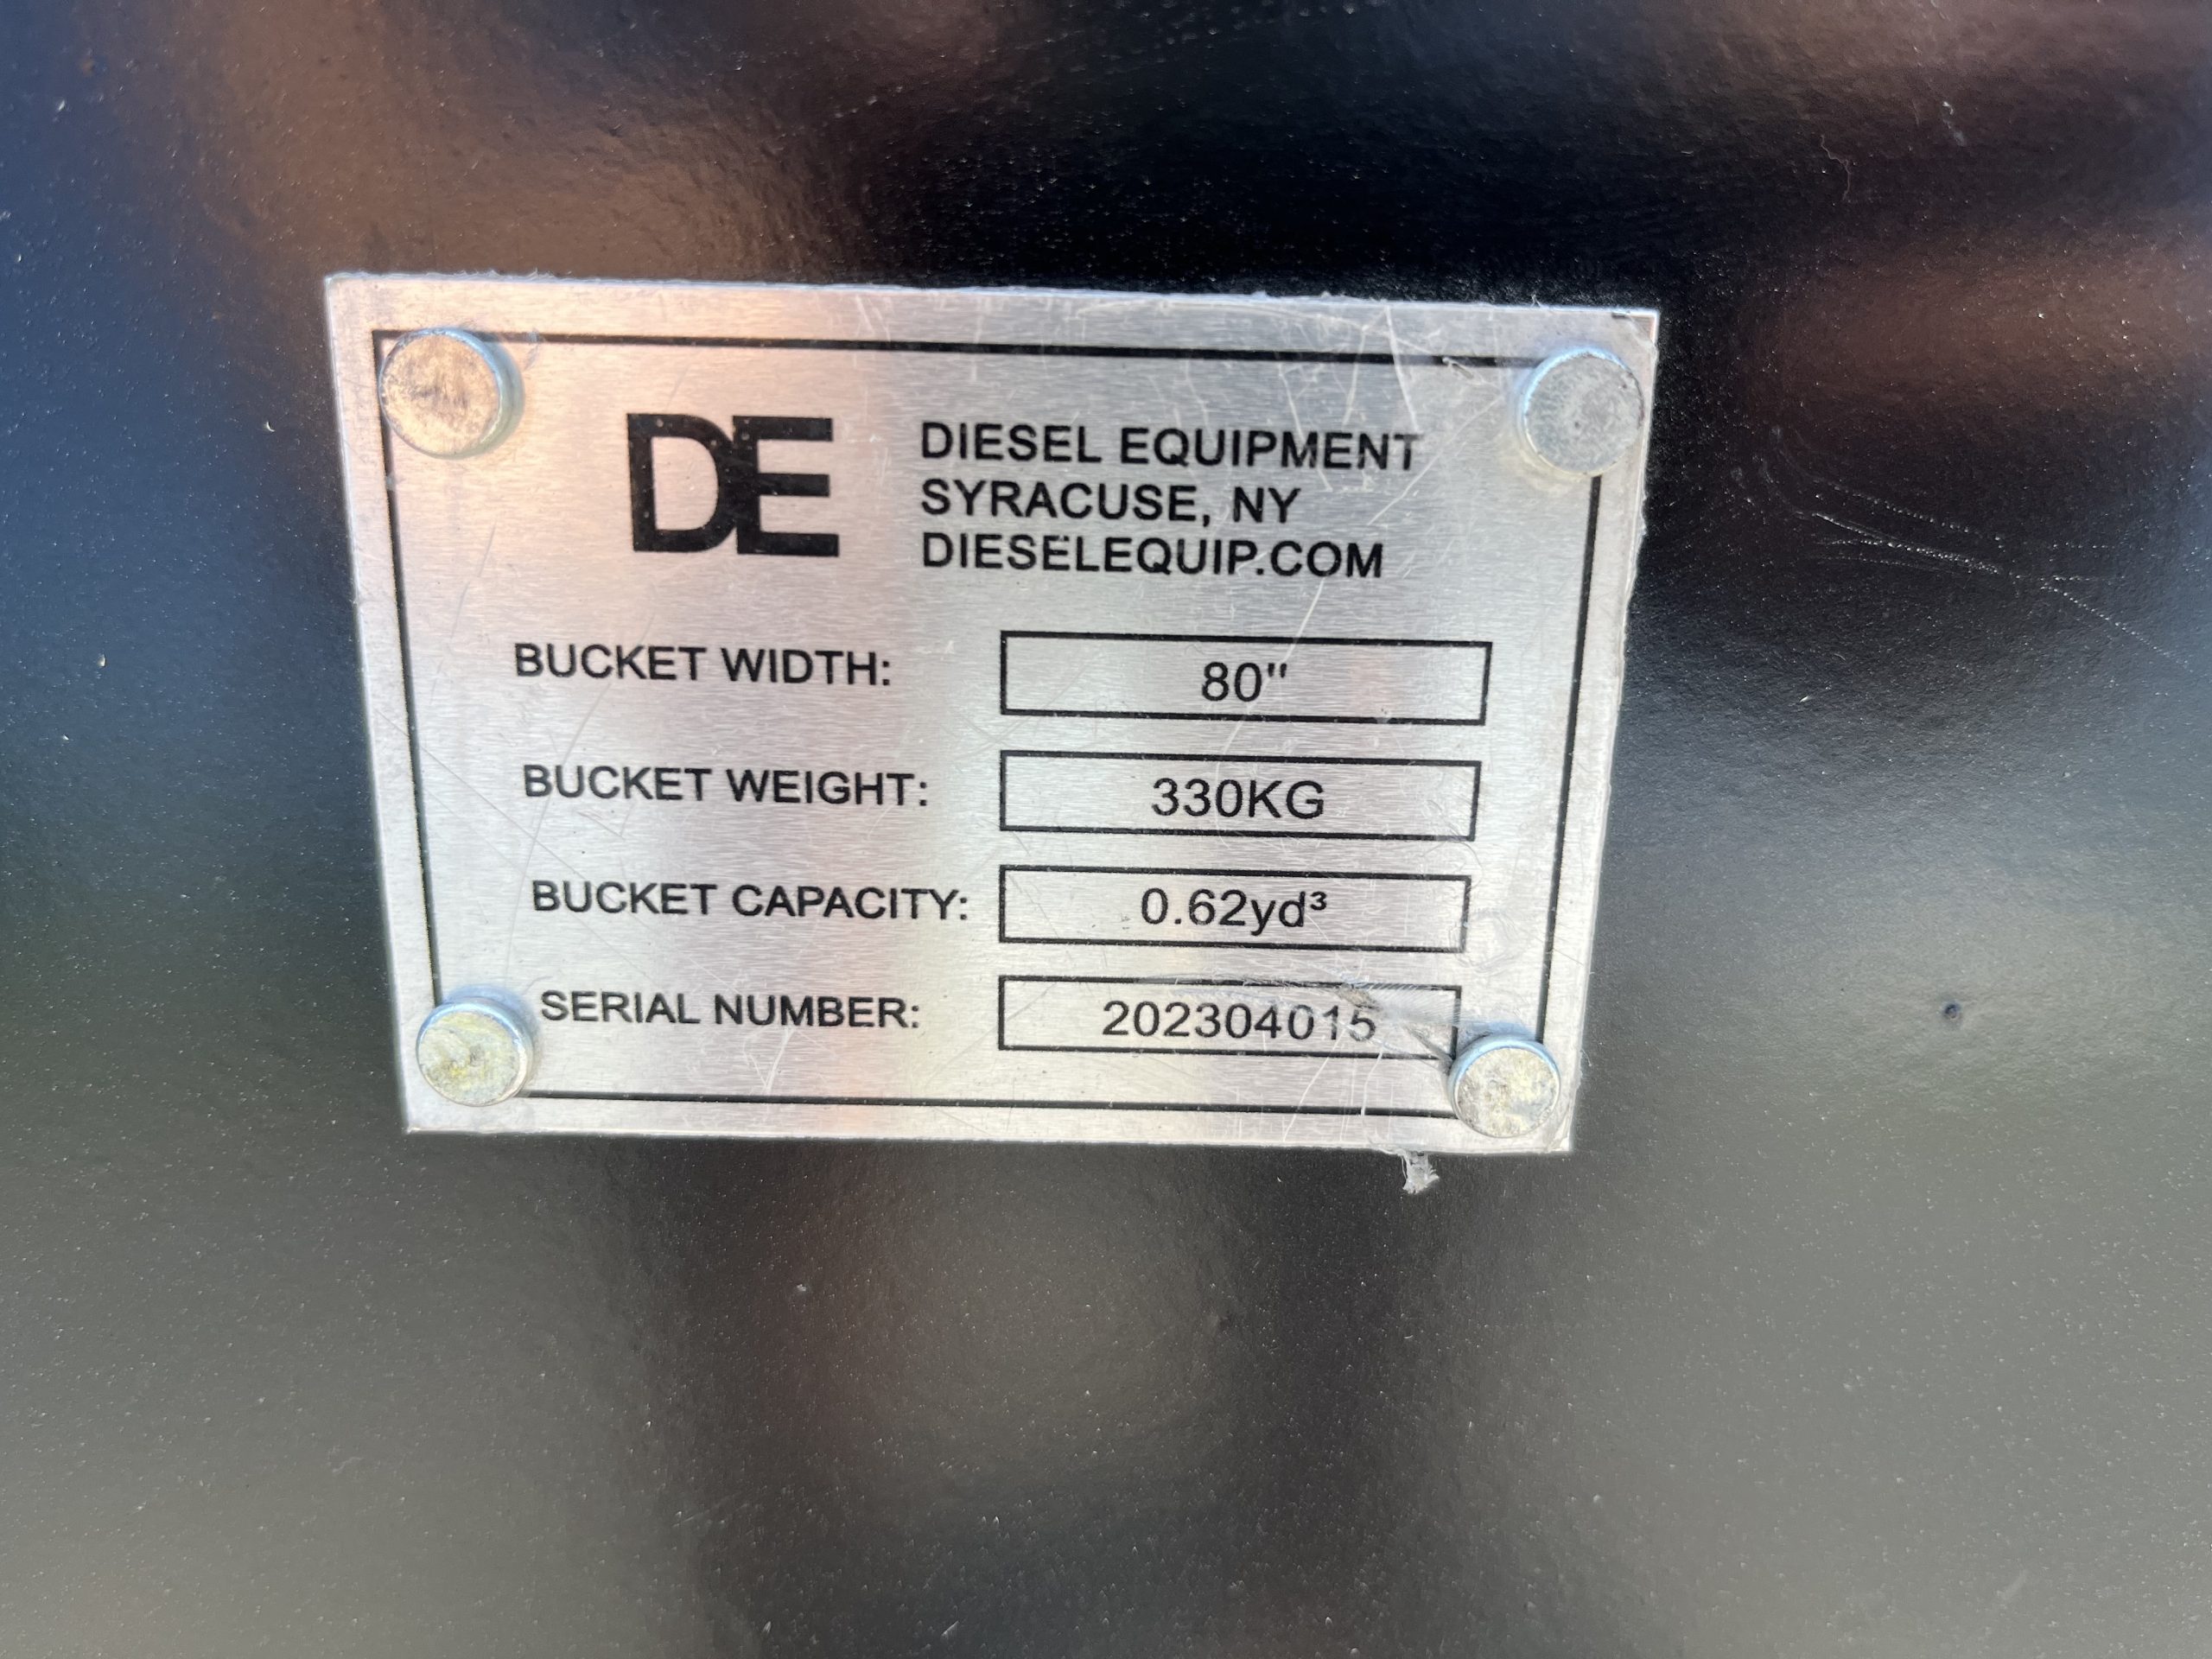 DE
DIESEL EQUIPMENT
SYRACUSE, NY
DIESELEQUIP.COM
BUCKET WIDTH: 80"
BUCKET WEIGHT: 330KG
BUCKET CAPACITY: 0.62yd³
SERIAL NUMBER: 202304015